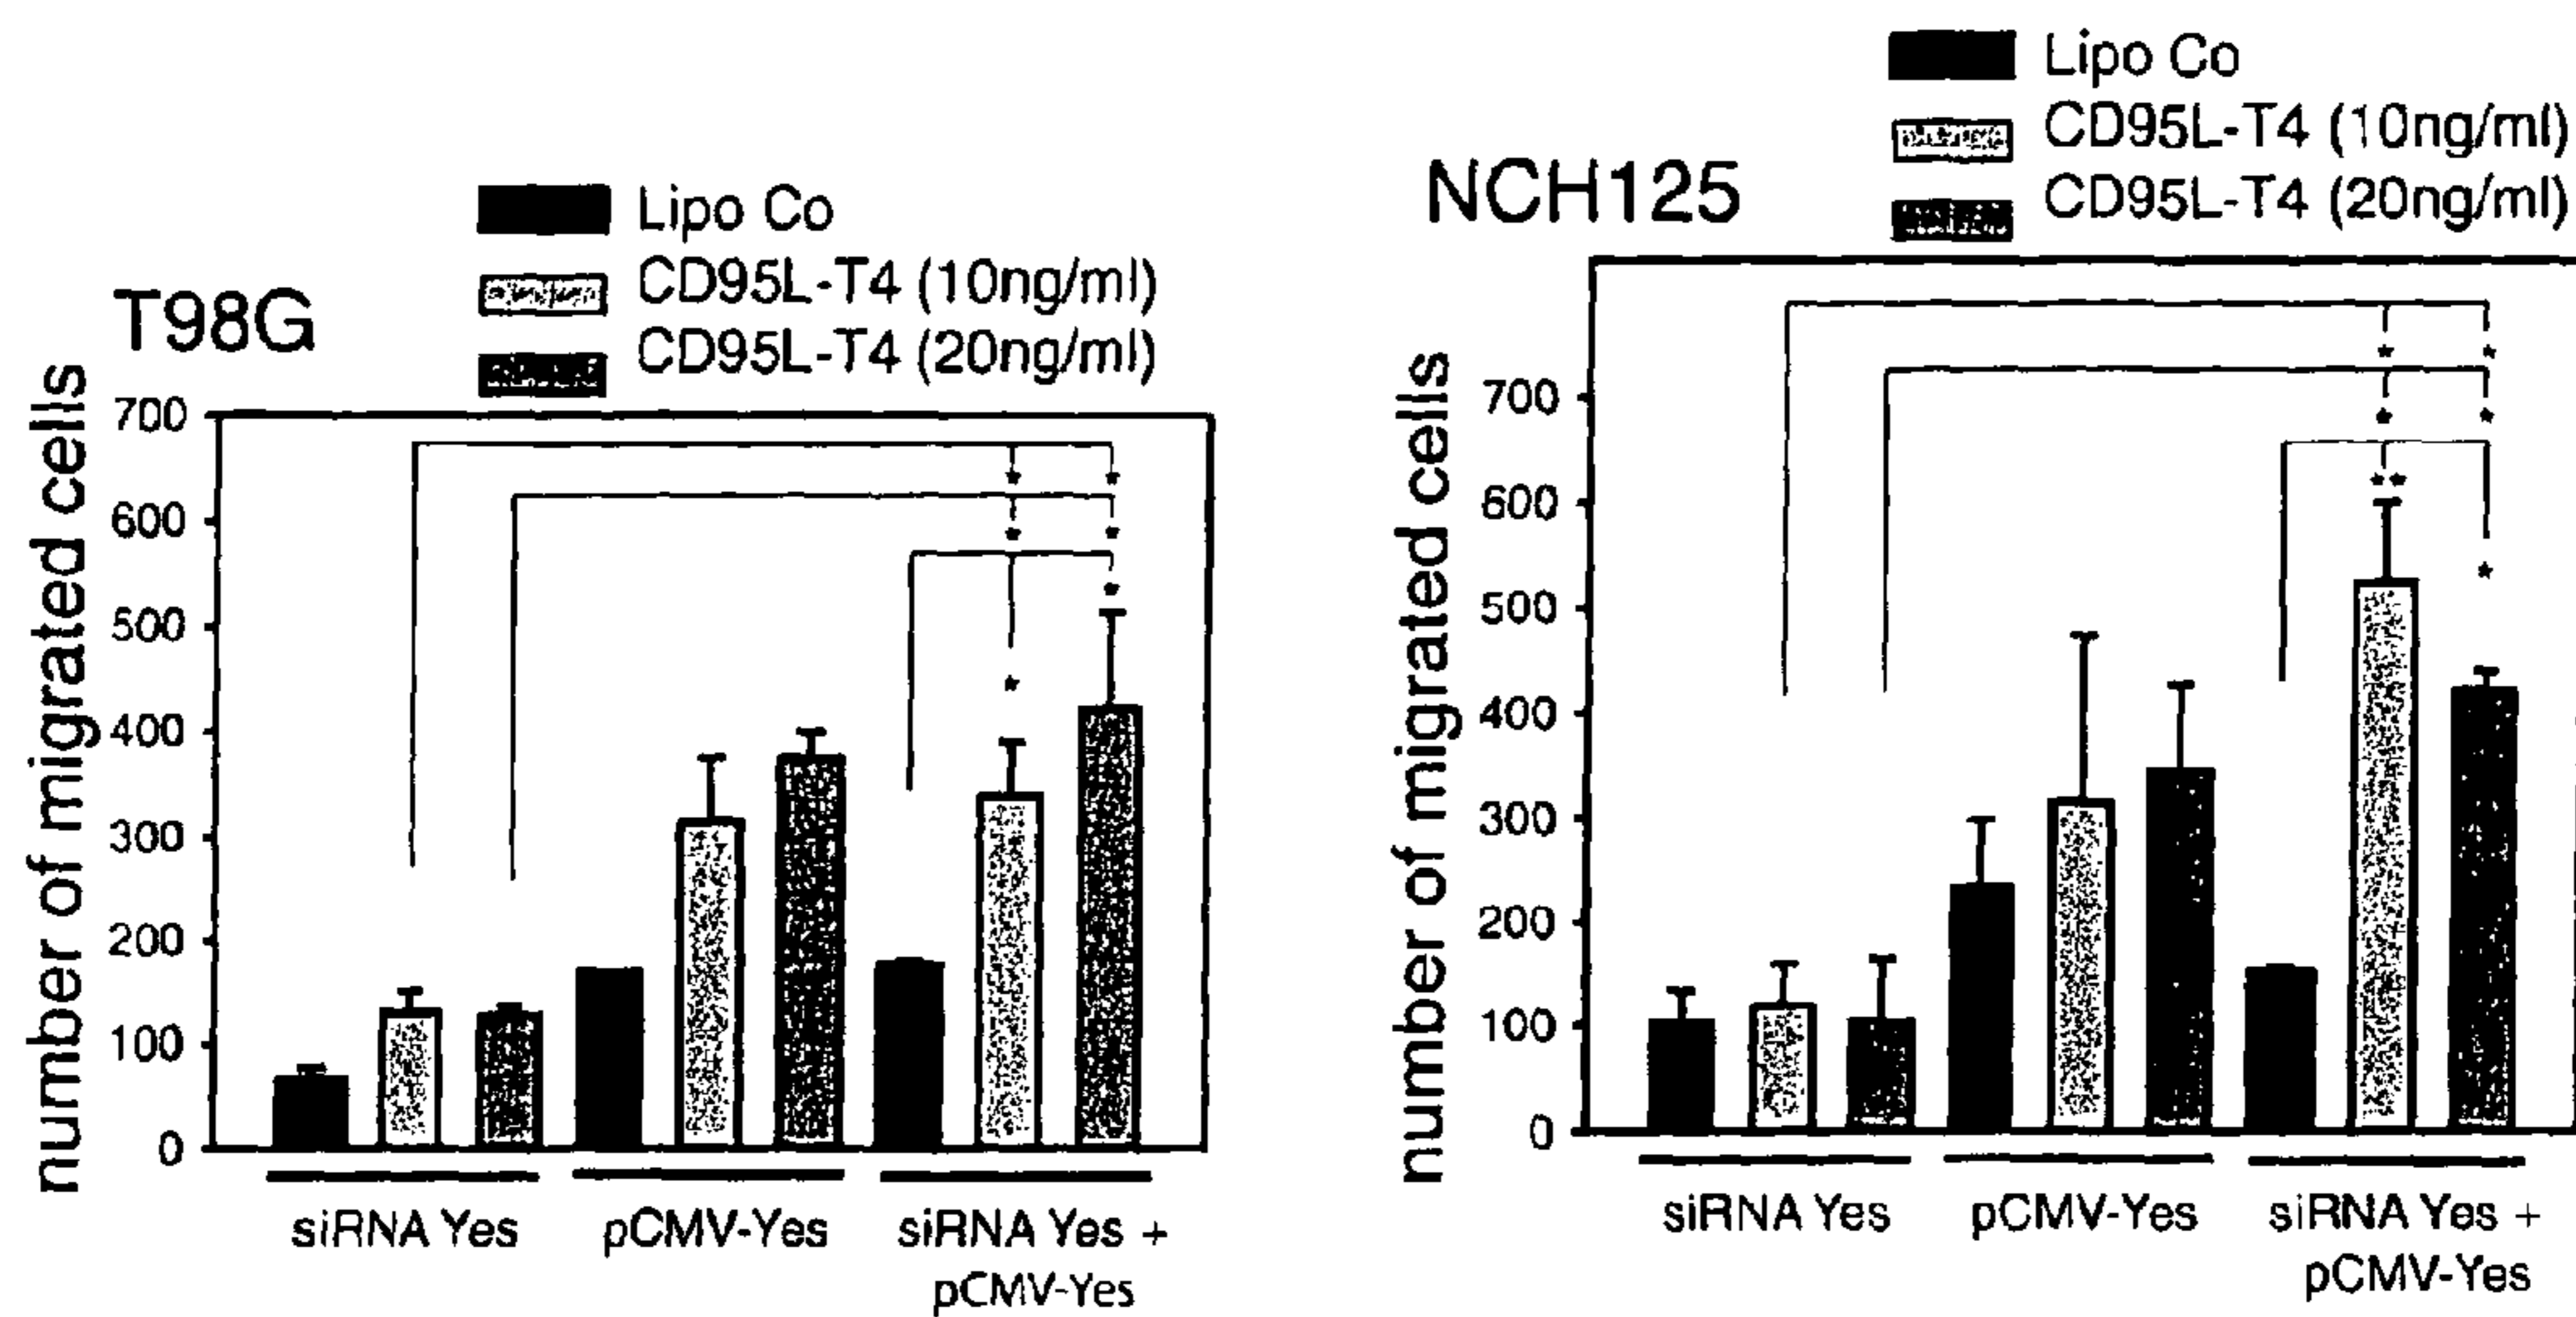 Lipo Co
CD95L-T4 (10ng/ml)
CD95L-T4 (20ng/ml)
T98G
number of migrated cells
700
600
500
400
300
200
100
0
* *
* *
*
*
siRNA Yes
pCMV-Yes
siRNA Yes +
pCMV-Yes
Lipo Co
CD95L-T4 (10ng/ml)
CD95L-T4 (20ng/ml)
NCH125
number of migrated cells
700
600
500
400
300
200
100
0
* *
* *
**
*
siRNA Yes
pCMV-Yes
siRNA Yes +
pCMV-Yes